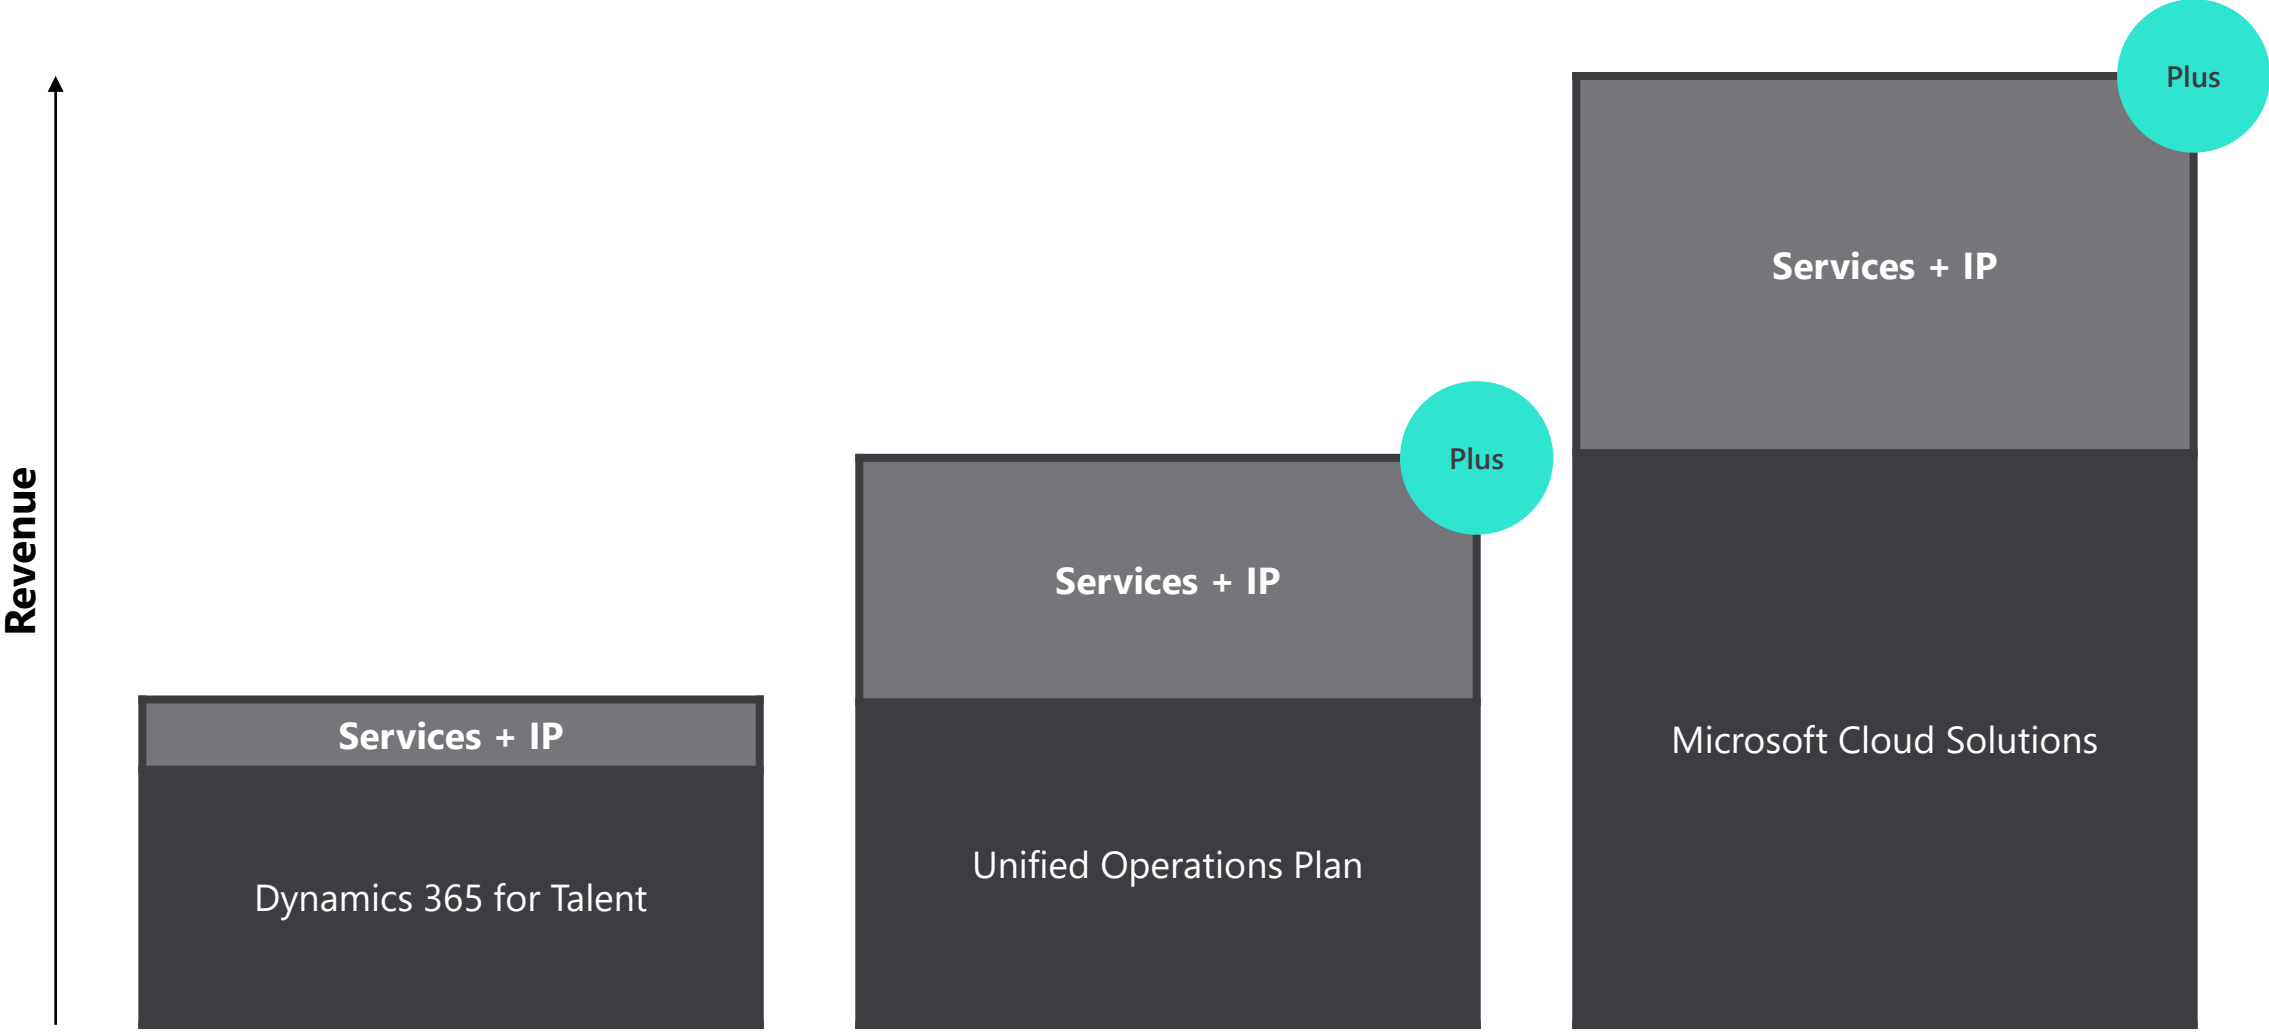 Revenue
Services + IP
Dynamics 365 for Talent
Plus
Services + IP
Unified Operations Plan
Plus
Services + IP
Microsoft Cloud Solutions